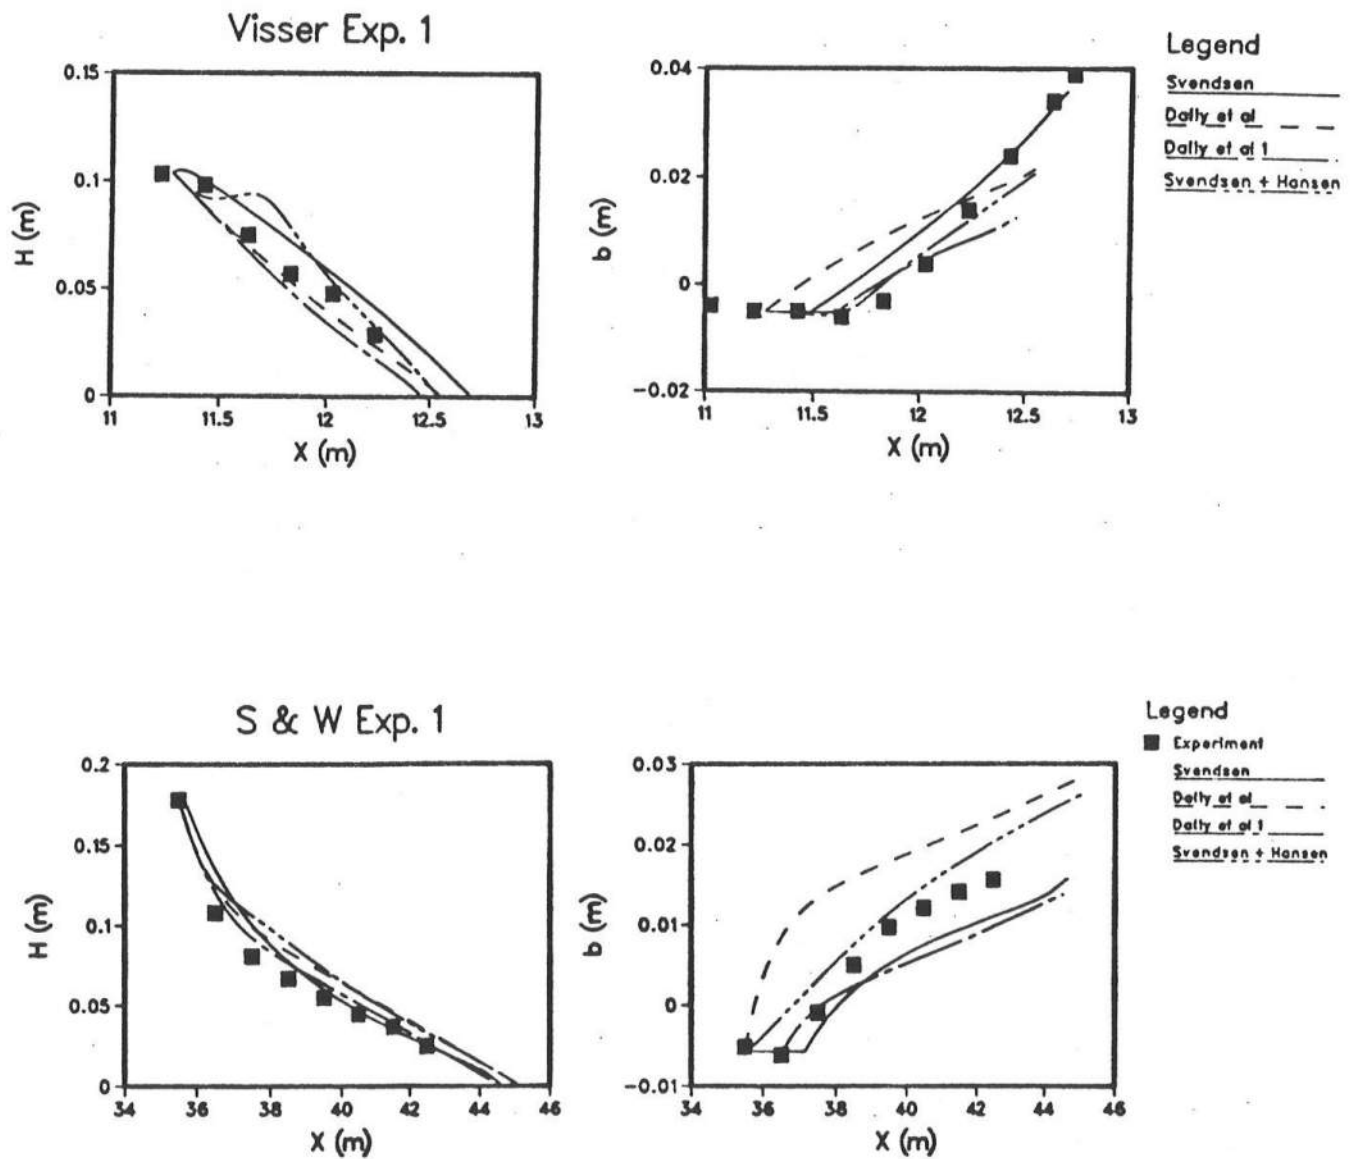 Visser Exp. 1
0.15
0.1
0.05
0
H (m)
11
11.5
12
12.5
13
X (m)
0.04
0.02
0
-0.02
b (m)
11
11.5
12
12.5
13
X (m)
Legend
Svendsen
Dally et al
Dally et al 1
Svendsen + Hansen
S & W Exp. 1
0.2
0.15
0.1
0.05
0
H (m)
34
36
38
40
42
44
46
X (m)
0.03
0.02
0.01
0
-0.01
b (m)
34
36
38
40
42
44
46
X (m)
Legend
Experiment
Svendsen
Dally et al
Dally et al 1
Svendsen + Hansen